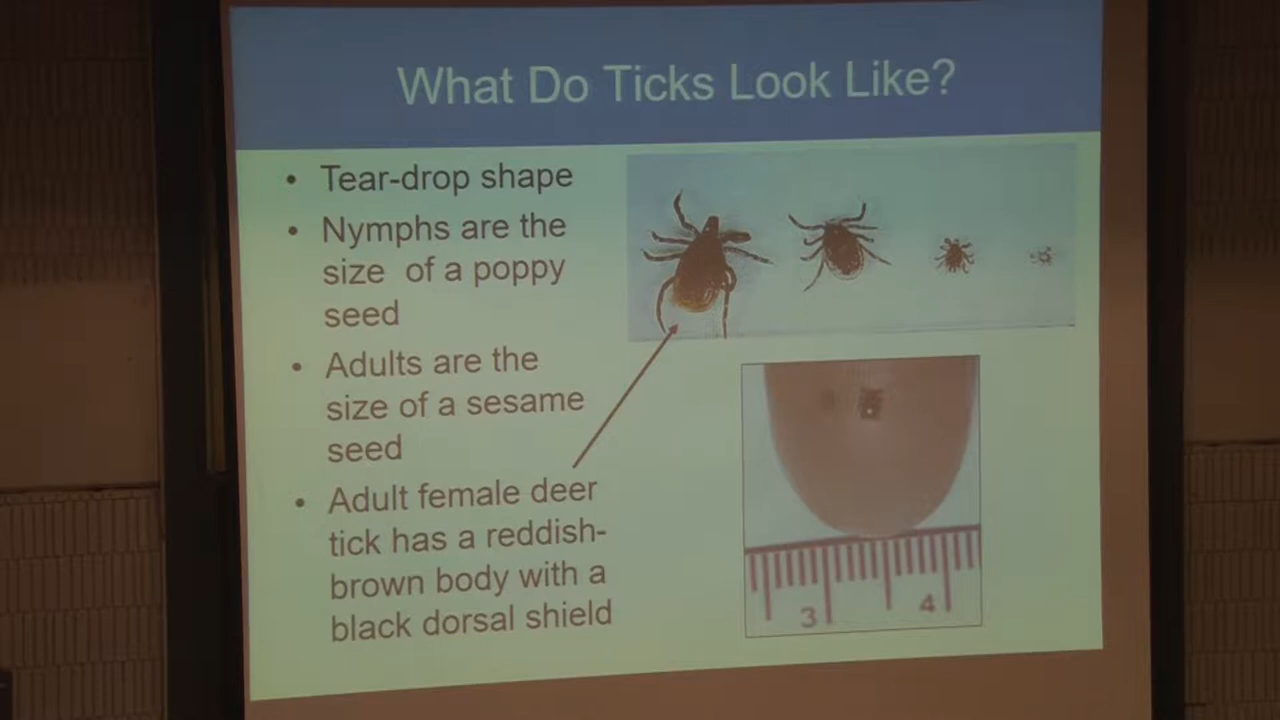 What Do Ticks Look Like?
• Tear-drop shape
• Nymphs are the
size of a poppy
seed
• Adults are the
size of a sesame
seed
• Adult female deer
tick has a reddish-
brown body with a
black dorsal shield
3 4